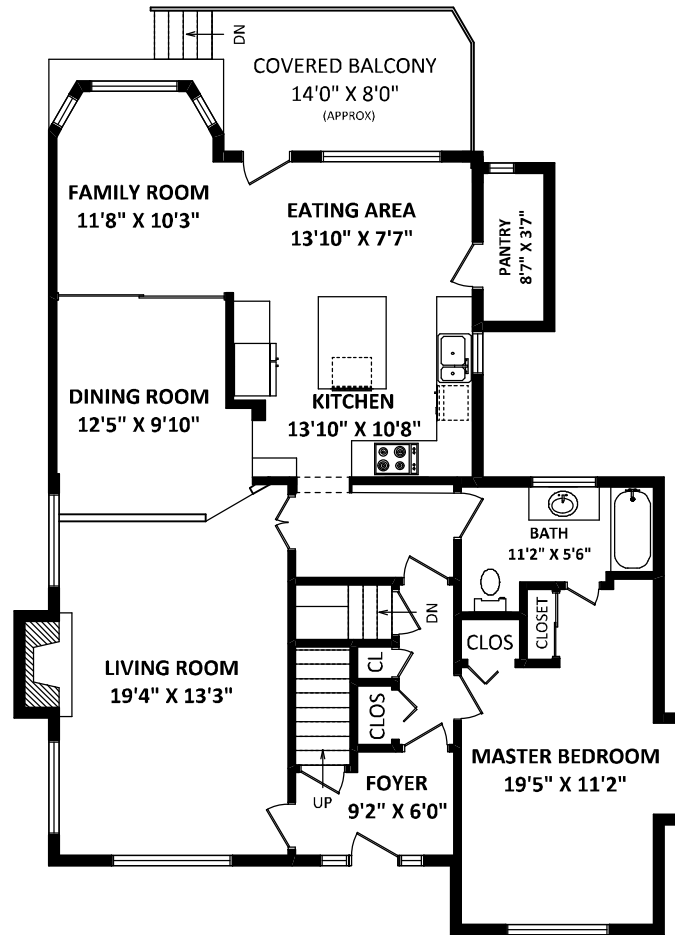 DN
COVERED BALCONY
14'0" X 8'0"
(APPROX)
FAMILY ROOM
11'8" X 10'3"
EATING AREA
13'10" X 7'7"
PANTRY
8'7" X 3'7"
DINING ROOM
12'5" X 9'10"
KITCHEN
13'10" X 10'8"
BATH
11'2" X 5'6"
DN
CLOSET
CLOS
CL
LIVING ROOM
19'4" X 13'3"
CLOS
MASTER BEDROOM
19'5" X 11'2"
FOYER
9'2" X 6'0"
UP